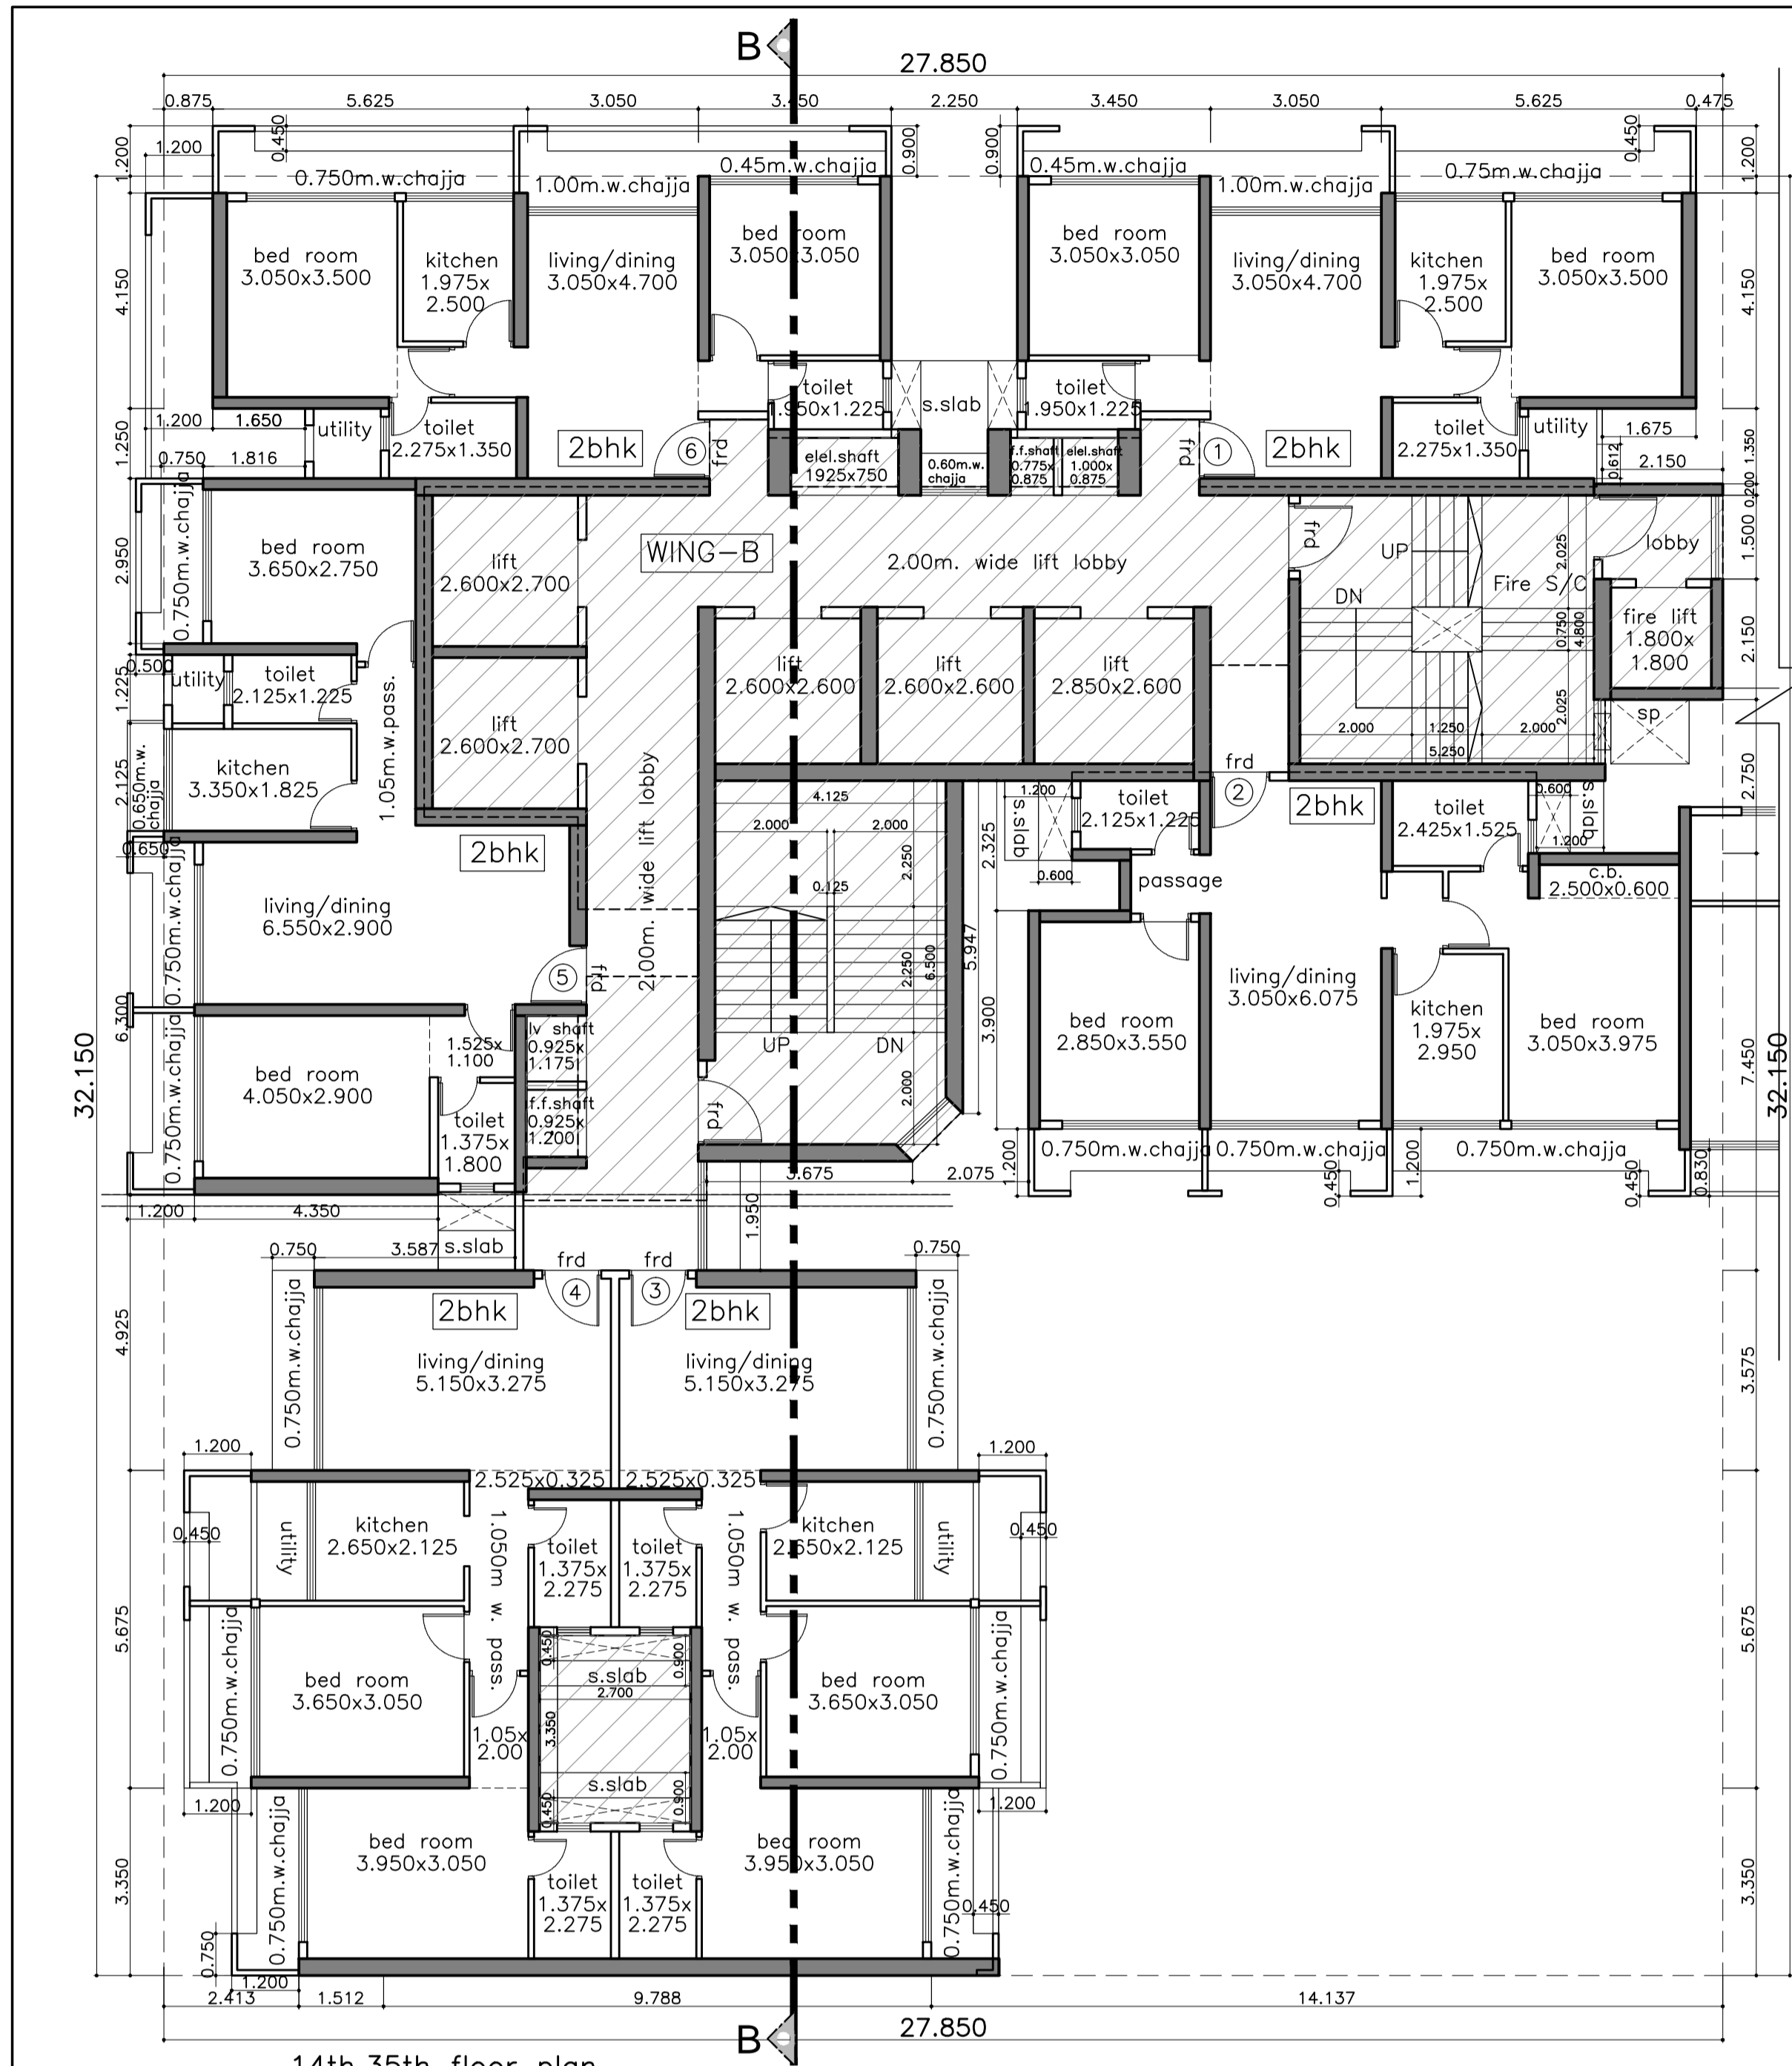 B
27.850
0.875 5.625 3.050 3.450 2.250 3.450 3.050 5.625 0.475
1.200 0.450 0.900 0.900 0.450 1.200
1.200
0.750m.w.chajja 1.00m.w.chajja 0.45m.w.chajja 0.45m.w.chajja 1.00m.w.chajja 0.75m.w.chajja
bed room
3.050x3.500
kitchen
1.975x
2.500
living/dining
3.050x4.700
bed room
3.050x3.050
bed room
3.050x3.050
living/dining
3.050x4.700
kitchen
1.975x
2.500
bed room
3.050x3.500
4.150 4.150
toilet
1.950x1.225
s.slab
toilet
1.950x1.225
1.200 1.650
utility
toilet
2.275x1.350
2bhk
6
frd
elel.shaft
1925x750
0.60m.w.
chajja
f.f.shaft
0.775x
0.875
elel.shaft
1.000x
0.875
frd
1
2bhk
toilet
2.275x1.350
utility
1.675
2.150
0.612
1.250 1.350
0.200
0.750 1.816
0.750m.w.chajja
bed room
3.650x2.750
2.950
lift
2.600x2.700
WING-B
2.00m. wide lift lobby
frd
UP
DN
Fire S/C
2.025
0.750
4.800
2.025
lobby
1.500
fire lift
1.800x
1.800
2.150
0.500
utility
toilet
2.125x1.225
1.225
1.05m.w.pass.
lift
2.600x2.700
lift
2.600x2.600
lift
2.600x2.600
lift
2.850x2.600
2.000 1.250 2.000
5.250
sp
2.125
0.650m.w.
chajja
kitchen
3.350x1.825
2bhk
2.00m. wide lift lobby
4.125
2.000 2.000
0.125
2.250
2.250
6.500
2.000
5.947
frd
2
2bhk
1.200
s.slab
toilet
2.125x1.225
0.600
passage
2.325
toilet
2.425x1.525
0.600
1.200
s.slab
2.750
c.b.
2.500x0.600
0.650
0.750m.w.chajja
living/dining
6.550x2.900
5
frd
6.300
0.750m.w.chajja
bed room
4.050x2.900
1.525x
1.100
lv shaft
0.925x
1.175
f.f.shaft
0.925x
1.200
toilet
1.375x
1.800
UP DN
frd
3.900
bed room
2.850x3.550
living/dining
3.050x6.075
kitchen
1.975x
2.950
bed room
3.050x3.975
7.450
32.150 32.150
0.750m.w.chajja 0.750m.w.chajja 0.750m.w.chajja
1.200 0.450 1.200 0.450 0.830
3.675 2.075
1.950
1.200 4.350
s.slab
0.750 3.587 0.750
frd frd
4 3
2bhk 2bhk
0.750m.w.chajja
living/dining
5.150x3.275
living/dining
5.150x3.275
0.750m.w.chajja
4.925 3.575
1.200 1.200
2.525x0.325 2.525x0.325
0.450
utility
kitchen
2.650x2.125
1.050m w. pass.
toilet
1.375x
2.275
toilet
1.375x
2.275
1.050m w. pass.
kitchen
2.650x2.125
utility
0.450
5.675 5.675
0.750m.w.chajja
bed room
3.650x3.050
0.450 0.900
s.slab
2.700
3.350
s.slab
0.450 0.900
1.05x
2.00
1.05x
2.00
bed room
3.650x3.050
0.750m.w.chajja
1.200 1.200
0.750m.w.chajja
bed room
3.950x3.050
toilet
1.375x
2.275
toilet
1.375x
2.275
bed room
3.950x3.050
0.750m.w.chajja
0.450
3.350 3.350
0.750
1.200
2.413 1.512 9.788 14.137
B
27.850
14th-35th floor plan